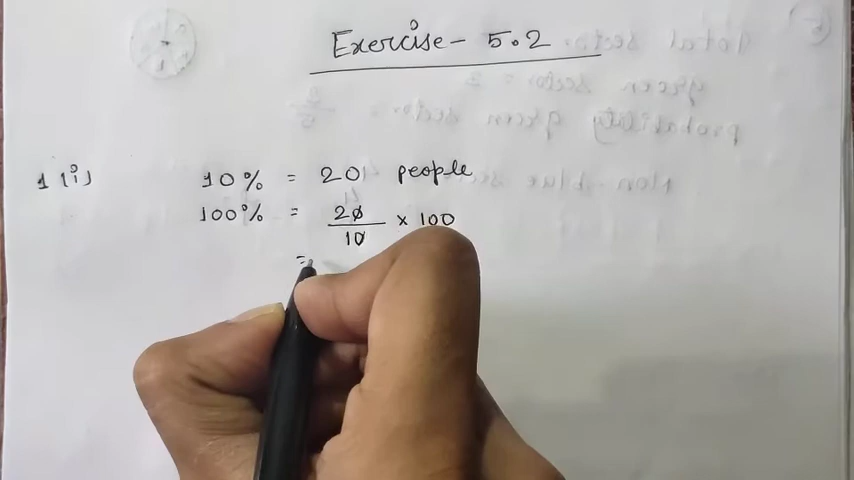 Exercise- 5.2
1 (i) 10% = 20 people
100% = 20/10 × 100
=